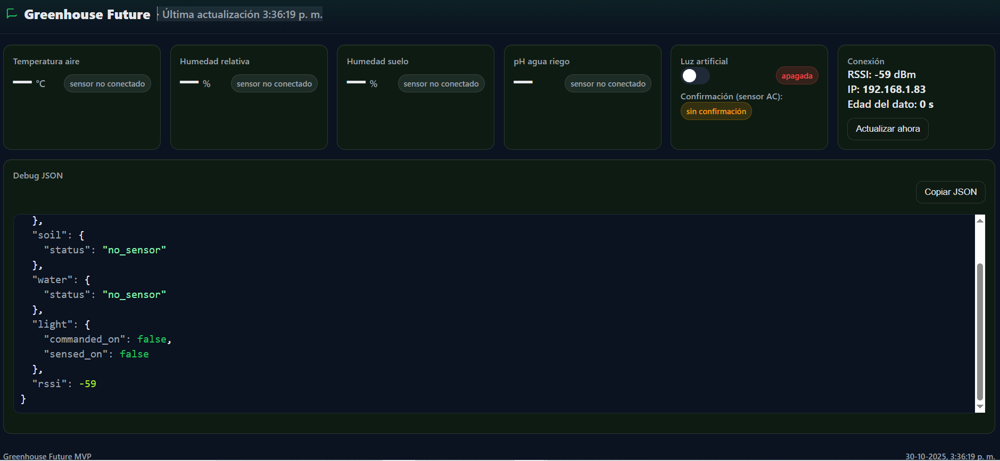 Greenhouse Future · Última actualización 3:36:19 p. m.
Temperatura aire
— °C sensor no conectado
Humedad relativa
— % sensor no conectado
Humedad suelo
— % sensor no conectado
pH agua riego
— sensor no conectado
Luz artificial
apagada
Confirmación (sensor AC):
sin confirmación
Conexión
RSSI: -59 dBm
IP: 192.168.1.83
Edad del dato: 0 s
Actualizar ahora
Debug JSON
Copiar JSON
  },
  "soil": {
    "status": "no_sensor"
  },
  "water": {
    "status": "no_sensor"
  },
  "light": {
    "commanded_on": false,
    "sensed_on": false
  },
  "rssi": -59
}
Greenhouse Future MVP
30-10-2025, 3:36:19 p. m.